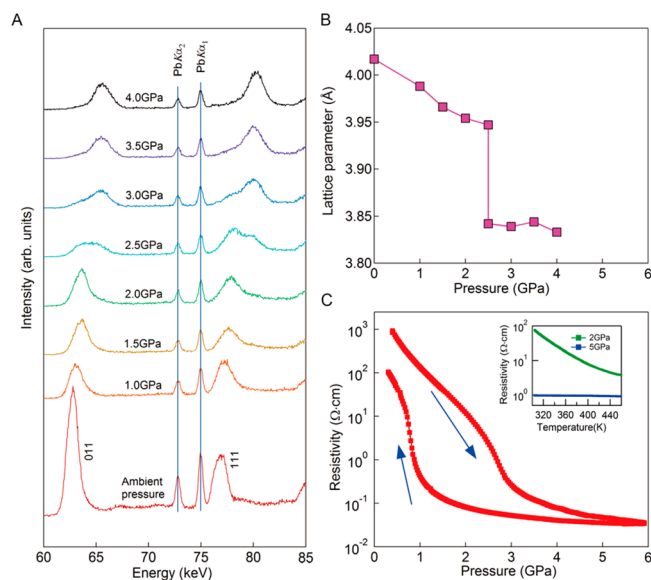 A
Pb Kα2
Pb Kα1
4.0GPa
3.5GPa
3.0GPa
2.5GPa
2.0GPa
1.5GPa
1.0GPa
Ambient
pressure
011
111
Intensity (arb. units)
60 65 70 75 80 85
Energy (keV)
B
4.05
4.00
3.95
3.90
3.85
3.80
Lattice parameter (Å)
0 1 2 3 4 5 6
Pressure (GPa)
C
10³
10²
10¹
10⁰
10⁻¹
10⁻²
Resistivity (Ω·cm)
0 1 2 3 4 5 6
Pressure (GPa)
10²
10¹
10⁰
Resistivity (Ω·cm)
2GPa
5GPa
320 360 400 440
Temperature(K)